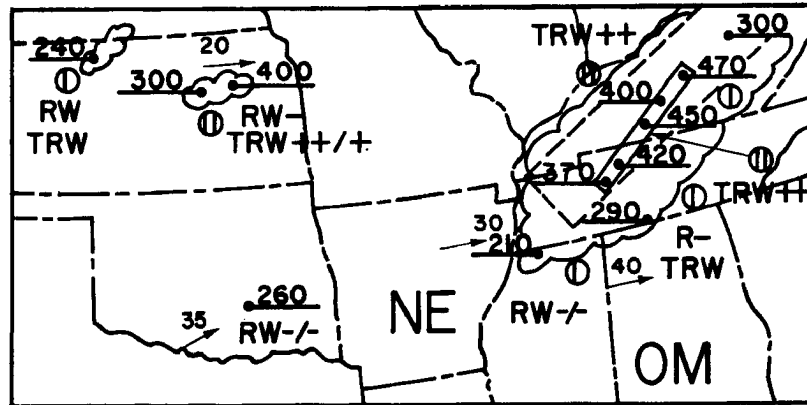 240
20
RW
TRW
300
400
RW-
TRW++/+
260
35
RW-/-
NE
TRW++
300
470
400
450
420
370
TRW++
290
30
210
R-
TRW
40
RW-/-
OM